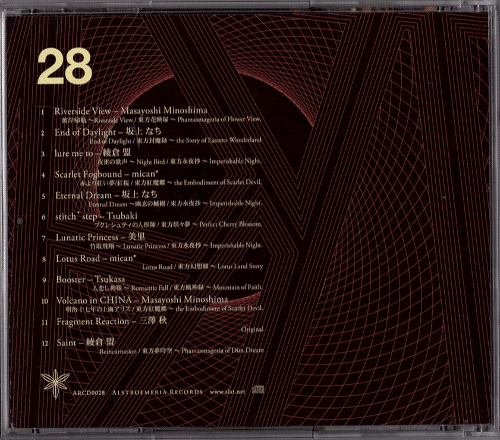 28
1 Riverside View – Masayoshi Minoshima
彼岸帰航 ~ Riverside View / 東方花映塚 ~ Phantasmagoria of Flower View.
2 End of Daylight – 坂上 なち
End of Daylight / 東方封魔録 ~ the Story of Eastern Wonderland.
3 lure me to – 綾倉 盟
夜雀の歌声 ~ Night Bird / 東方永夜抄 ~ Imperishable Night.
4 Scarlet Fogbound – mican*
赤より紅い夢/紅桜 / 東方紅魔郷 ~ the Embodiment of Scarlet Devil.
5 Eternal Dream – 坂上 なち
Eternal Dream ~ 幽玄の槭樹 / 東方永夜抄 ~ Imperishable Night.
6 stitch' step – Tsubaki
ブクレシュティの人形師 / 東方妖々夢 ~ Perfect Cherry Blossom.
7 Lunatic Princess – 美里
竹取飛翔 ~ Lunatic Princess / 東方永夜抄 ~ Imperishable Night.
8 Lotus Road – mican*
Lotus Road / 東方幻想郷 ~ Lotus Land Story
9 Booster – Tsukasa
人恋し神様 ~ Romantic Fall / 東方風神録 ~ Mountain of Faith.
10 Volcano in CHINA – Masayoshi Minoshima
明治十七年の上海アリス / 東方紅魔郷 ~ the Embodiment of Scarlet Devil.
11 Fragment Reaction – 三澤 秋
Original
12 Saint – 綾倉 盟
Reincarnation / 東方夢時空 ~ Phantasmagoria of Dim.Dream
ARCD0028 ALSTROEMERIA RECORDS www.alst.net